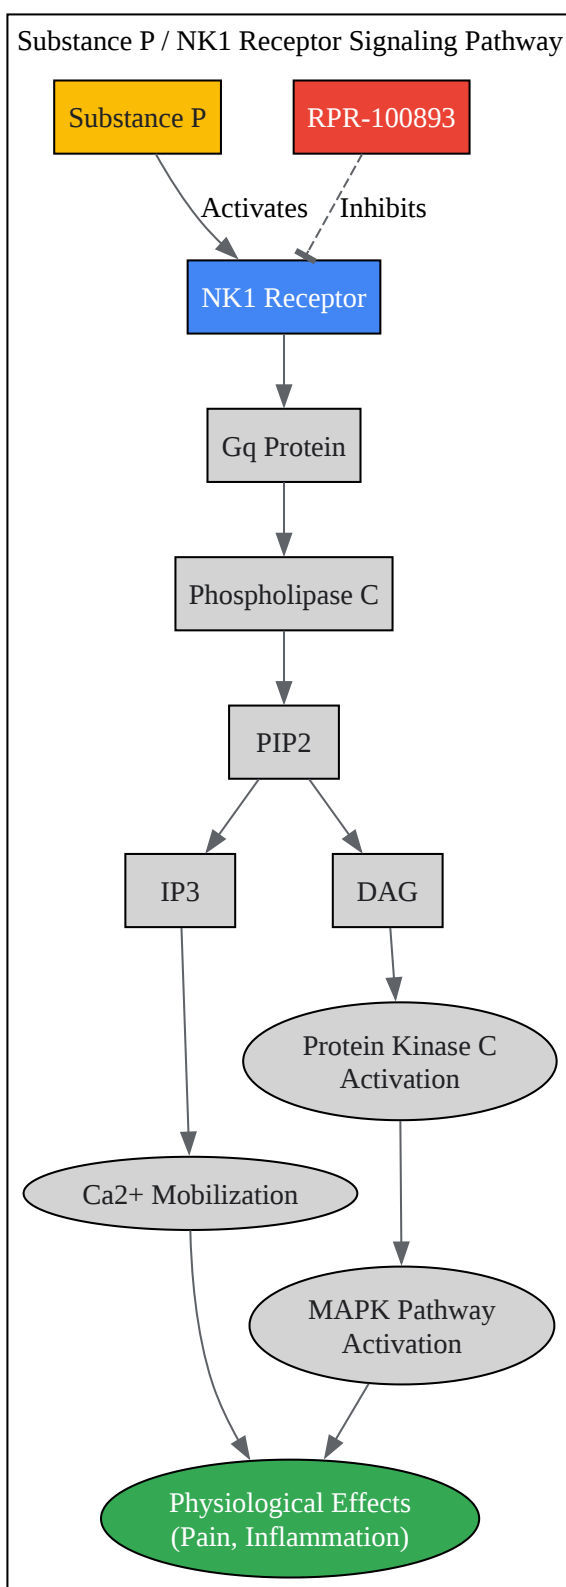 Substance P / NK1 Receptor Signaling Pathway
Substance P
RPR-100893
Activates
Inhibits
NK1 Receptor
Gq Protein
Phospholipase C
PIP2
IP3
DAG
Protein Kinase C
Activation
Ca2+ Mobilization
MAPK Pathway
Activation
Physiological Effects
(Pain, Inflammation)